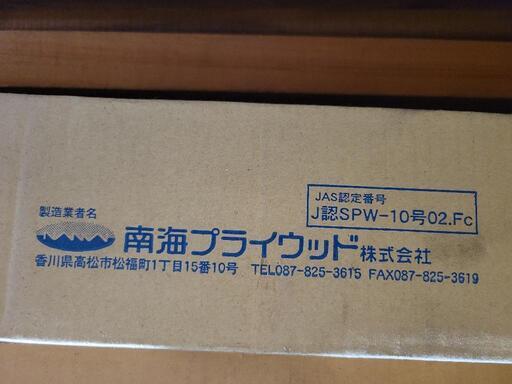 JAS認定番号
J認SPW-10号02.Fc
製造業者名
南海プライウッド株式会社
香川県高松市松福町1丁目15番10号 TEL087-825-3615 FAX087-825-3619